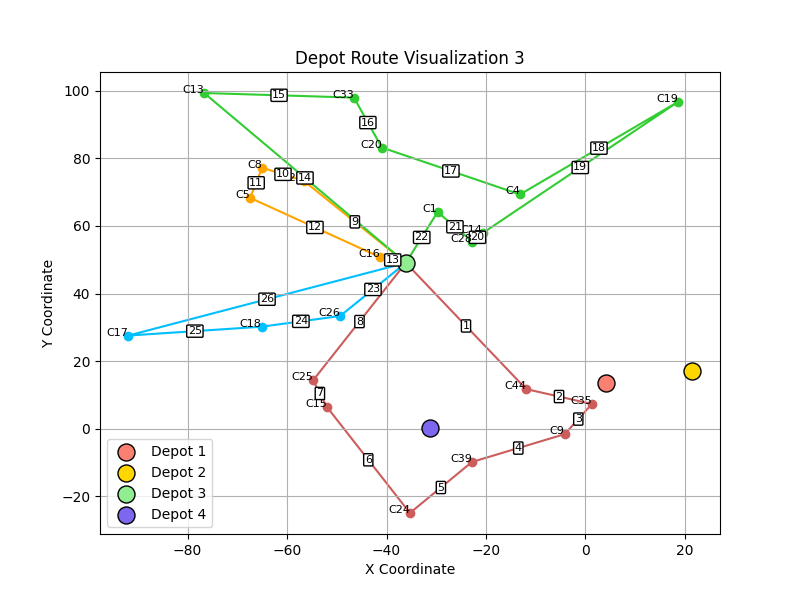 Depot Route Visualization 3
Y Coordinate
X Coordinate
100
80
60
40
20
0
−20
−80
−60
−40
−20
0
20
C13
15
C33
C19
16
C20
18
17
19
C8
10
14
11
C5
C4
9
C1
12
21
C14
22
C28
20
C16
13
23
26
C26
24
C18
25
C17
8
1
C25
7
C15
C44
2
C35
3
C9
4
C39
6
5
C24
Depot 1
Depot 2
Depot 3
Depot 4